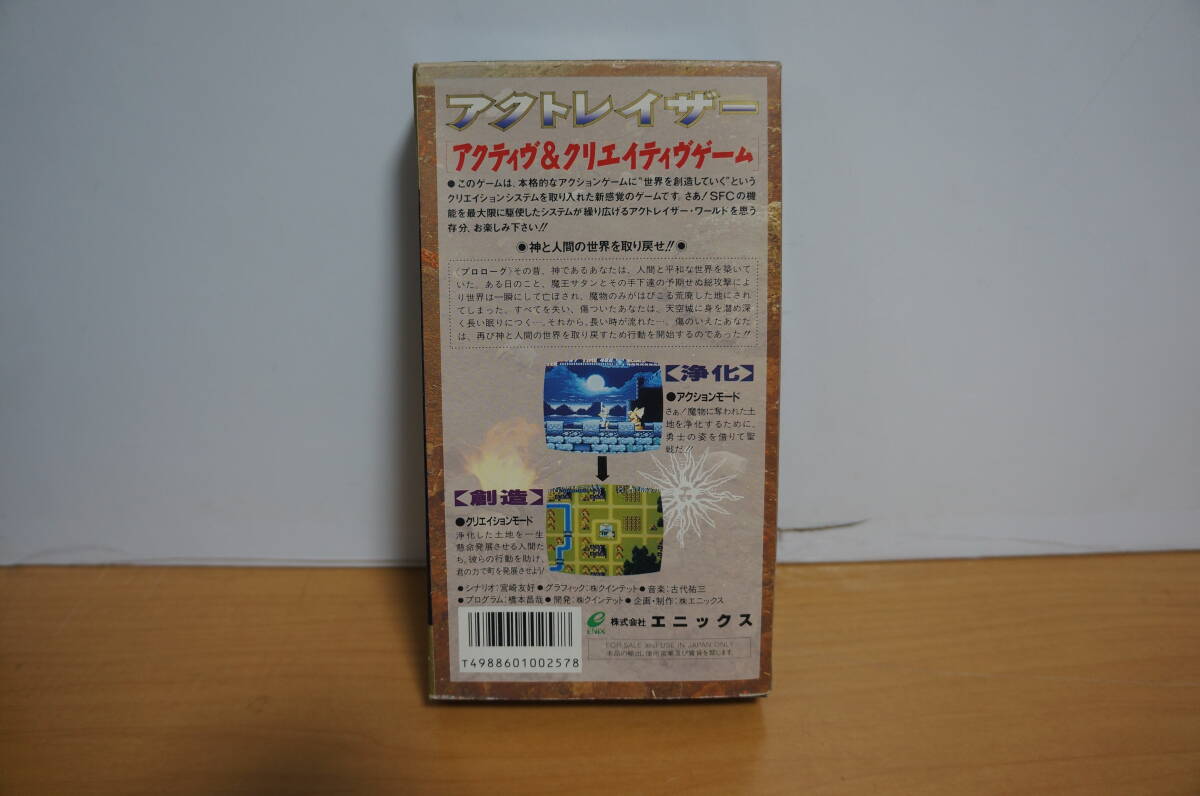 アクトレイザー
アクティヴ&クリエイティヴゲーム
●このゲームは、本格的なアクションゲームに"世界を創造していく"という
クリエイションシステムを取り入れた新感覚のゲームです。さあ!SFCの機
能を最大限に駆使したシステムが繰り広げるアクトレイザー・ワールドを思う
存分、お楽しみ下さい!!
●神と人間の世界を取り戻せ!!●
〈プロローグ〉その昔、神であるあなたは、人間と平和な世界を築いて
いた。ある日のこと、魔王サタンとその手下達の予期せぬ総攻撃によ
り世界は一瞬にして亡ぼされ、魔物のみがはびこる荒廃した地にされ
てしまった。すべてを失い、傷ついたあなたは、天空城に身を潜め深
く長い眠りにつく…。それから、長い時が流れた…。傷のいえたあなた
は、再び神と人間の世界を取り戻すため行動を開始するのであった!!
【浄化】
●アクションモード
さぁ!魔物に奪われた土
地を浄化するために、
勇士の姿を借りて聖
戦だ!!
【創造】
●クリエイションモード
浄化した土地を一生
懸命発展させる人間た
ち。彼らの行動を助け、
君の力で町を発展させよう!
●シナリオ:宮崎友好●グラフィック:㈱クインテット●音楽:古代祐三
●プログラム:橋本昌哉●開発:㈱クインテット●企画・制作:㈱エニックス
ENIX
株式会社 エニックス
FOR SALE and USE IN JAPAN ONLY
本品の輸出、使用営業及び賃貸を禁じます。
T4988601002578